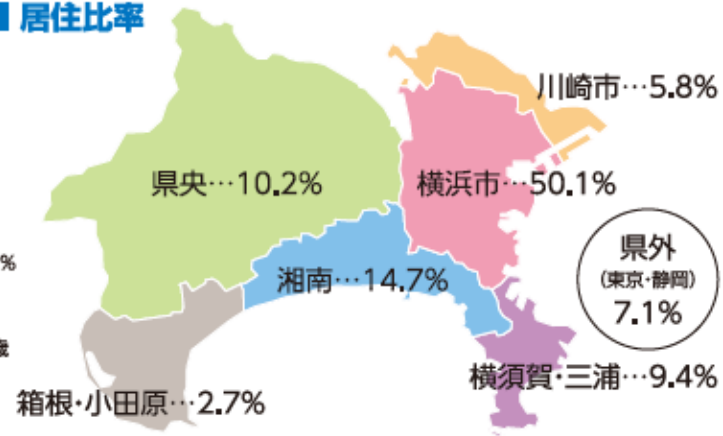 居住比率
川崎市…5.8%
県央…10.2%
横浜市…50.1%
県外
(東京・静岡)
7.1%
湘南…14.7%
%
歳
横須賀・三浦…9.4%
箱根・小田原…2.7%